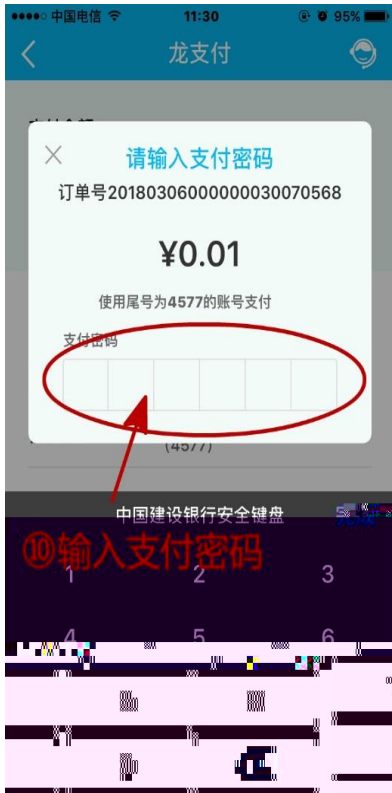 中国电信 11:30 95%
龙支付
请输入支付密码
订单号20180306000000030070568
¥0.01
使用尾号为4577的账号支付
支付密码
(4577)
中国建设银行安全键盘
⑩输入支付密码
1 2 3
4 5 6